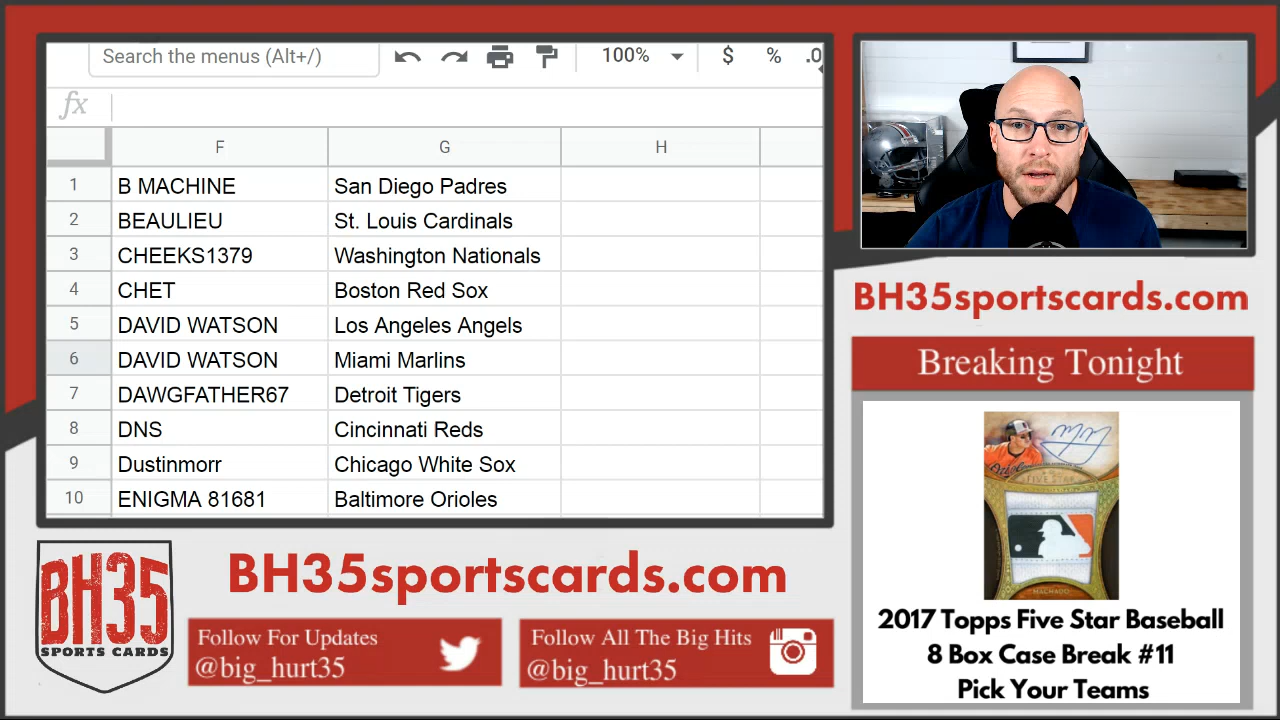 Search the menus (Alt+/)
100%
$
%
.0
fx
F
G
H
1
B MACHINE
San Diego Padres
2
BEAULIEU
St. Louis Cardinals
3
CHEEKS1379
Washington Nationals
4
CHET
Boston Red Sox
5
DAVID WATSON
Los Angeles Angels
6
DAVID WATSON
Miami Marlins
7
DAWGFATHER67
Detroit Tigers
8
DNS
Cincinnati Reds
9
Dustinmorr
Chicago White Sox
10
ENIGMA 81681
Baltimore Orioles
BH35sportscards.com
Breaking Tonight
FIVE STAR
MACHADO
2017 Topps Five Star Baseball
8 Box Case Break #11
Pick Your Teams
BH35
SPORTS CARDS
BH35sportscards.com
Follow For Updates
@big_hurt35
Follow All The Big Hits
@big_hurt35